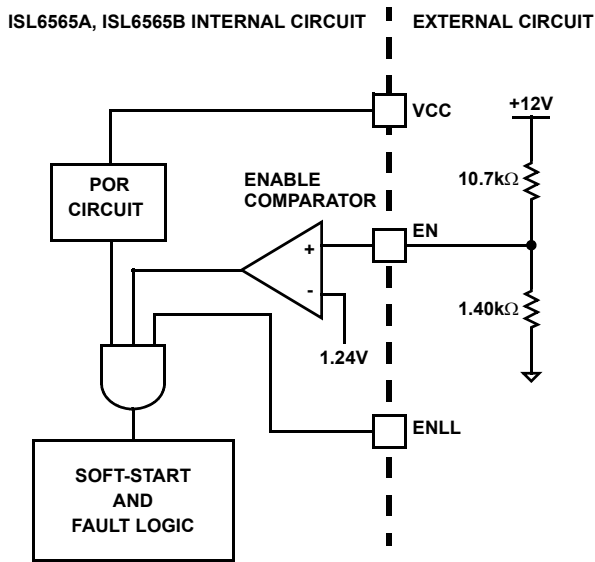 ISL6565A, ISL6565B INTERNAL CIRCUIT
EXTERNAL CIRCUIT
VCC
+12V
POR
CIRCUIT
ENABLE
COMPARATOR
10.7kΩ
EN
+
-
1.40kΩ
1.24V
ENLL
SOFT-START
AND
FAULT LOGIC